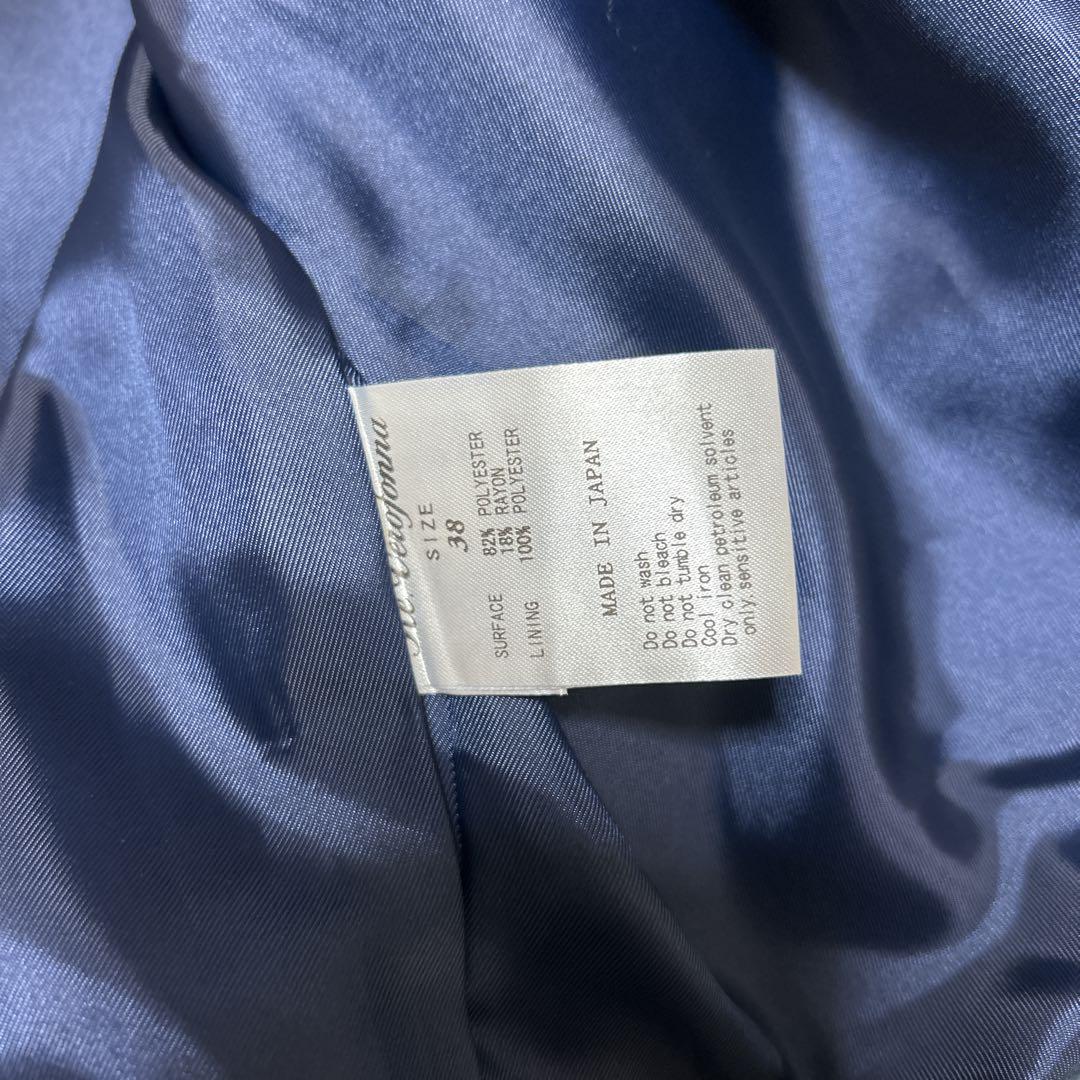 SIZE
38
SURFACE 82% POLYESTER
18% RAYON
LINING 100% POLYESTER
MADE IN JAPAN
Do not wash
Do not bleach
Do not tumble dry
Cool iron
Dry clean petroleum solvent
only,sensitive articles